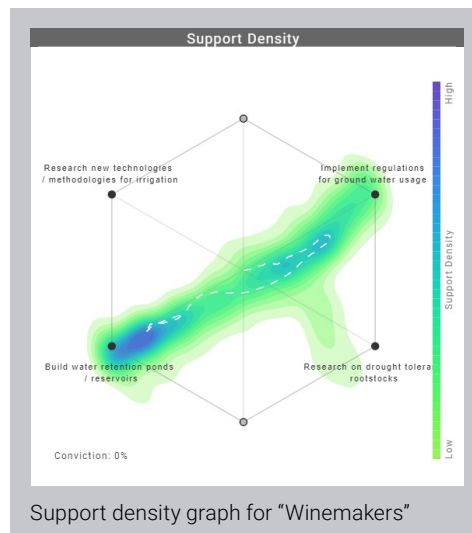 Support Density
High
Research new technologies
/ methodologies for irrigation
Implement regulations
for ground water usage
Support Density
Build water retention ponds
/ reservoirs
Research on drought tolera
rootstocks
Low
Conviction: 0%
Support density graph for “Winemakers”